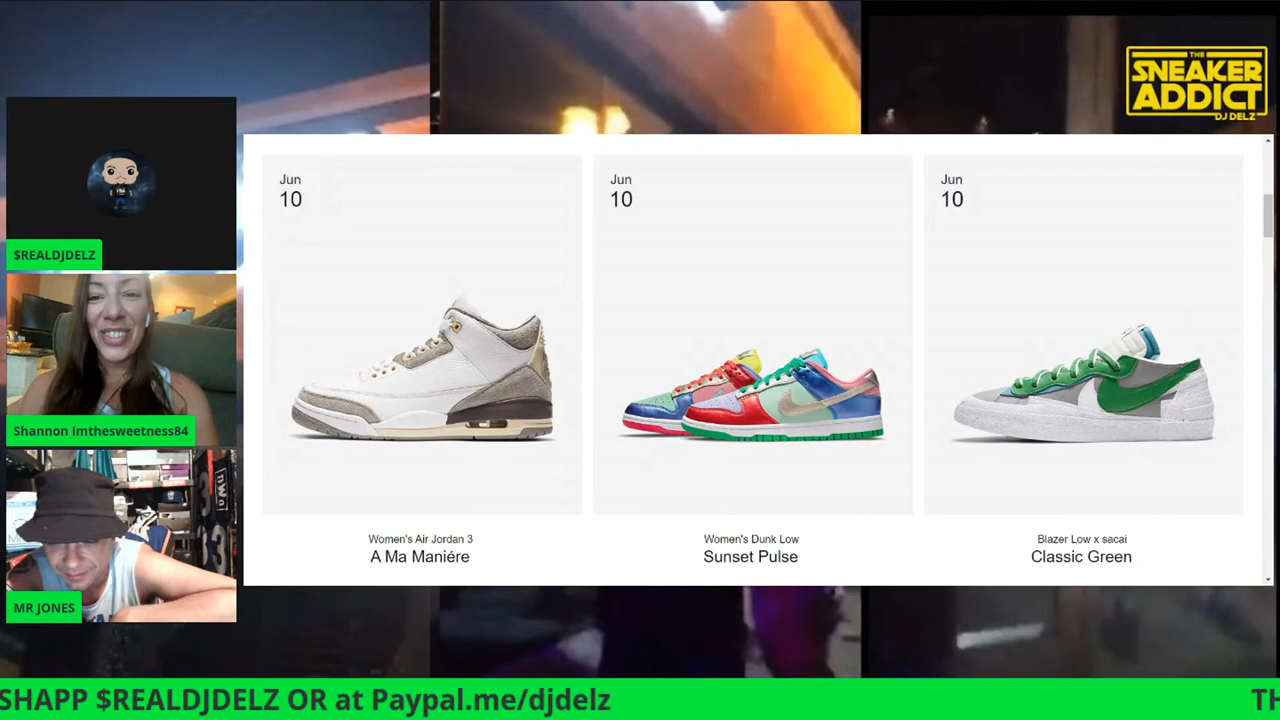 THE
SNEAKER
ADDICT
DJ DELZ
Jun
10
Jun
10
Jun
10
$REALDJDELZ
Shannon Imthesweetness84
MR JONES
Women's Air Jordan 3
A Ma Maniére
Women's Dunk Low
Sunset Pulse
Blazer Low x sacai
Classic Green
SHAPP $REALDJDELZ OR at Paypal.me/djdelz
TH